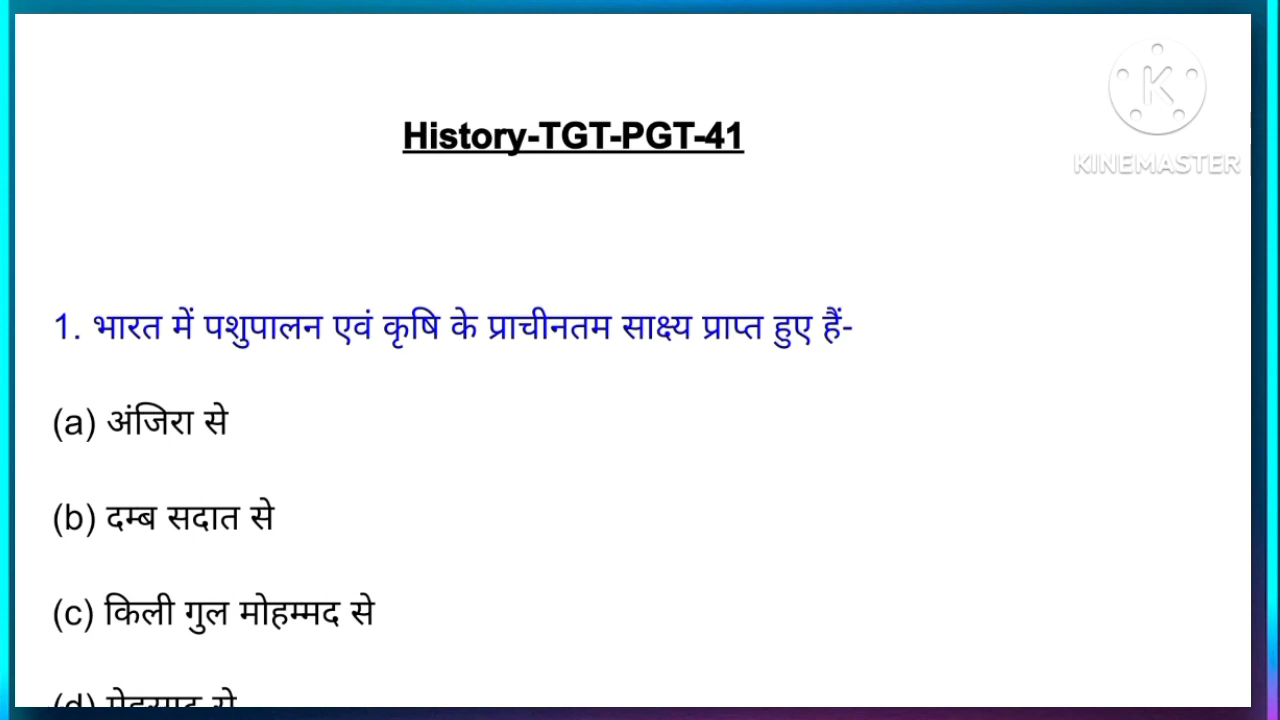 KINEMASTER
History-TGT-PGT-41
1. भारत में पशुपालन एवं कृषि के प्राचीनतम साक्ष्य प्राप्त हुए हैं-
(a) अंजिरा से
(b) दम्ब सदात से
(c) किली गुल मोहम्मद से
(d)